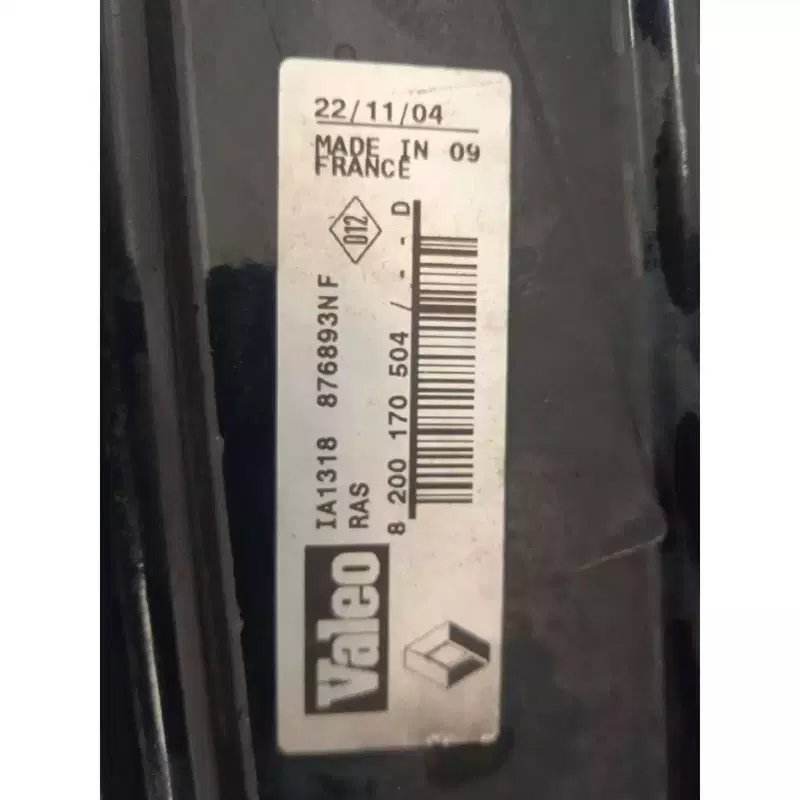 22/11/04
MADE IN 09
FRANCE
D12
IA1318 876893NF
RAS
8 200 170 504 /--D
Valeo